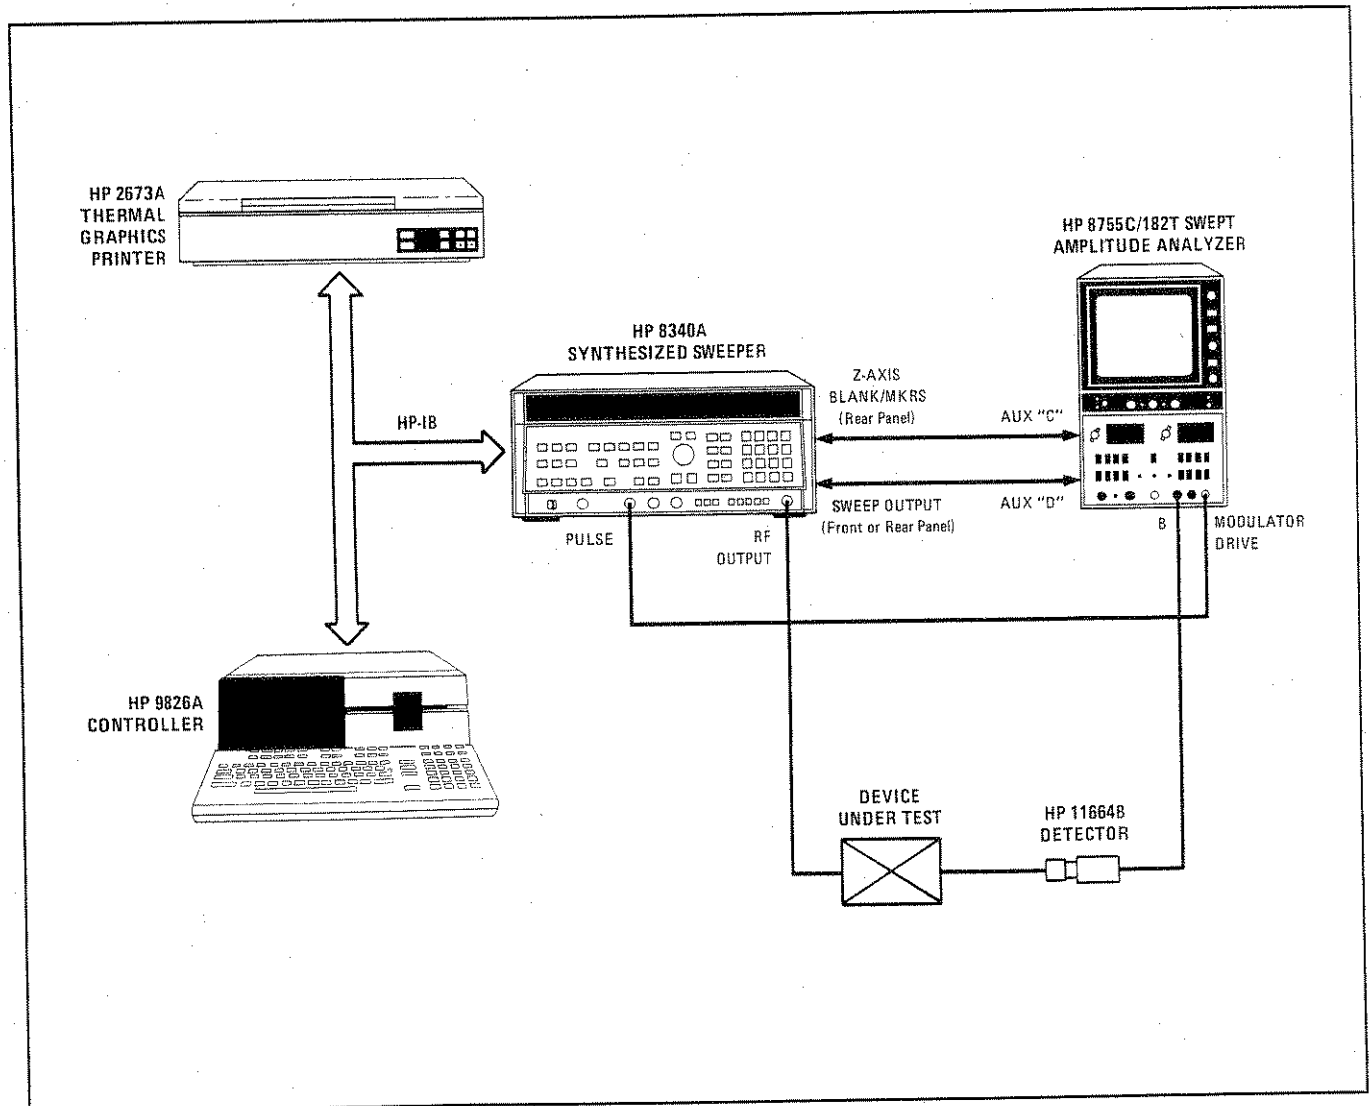 HP 2673A
THERMAL
GRAPHICS
PRINTER
HP 8755C/182T SWEPT
AMPLITUDE ANALYZER
HP 8340A
SYNTHESIZED SWEEPER
HP-IB
Z-AXIS
BLANK/MKRS
(Rear Panel)
AUX "C"
SWEEP OUTPUT
(Front or Rear Panel)
AUX "D"
PULSE
RF
OUTPUT
B
MODULATOR
DRIVE
HP 9826A
CONTROLLER
DEVICE
UNDER TEST
HP 11664B
DETECTOR